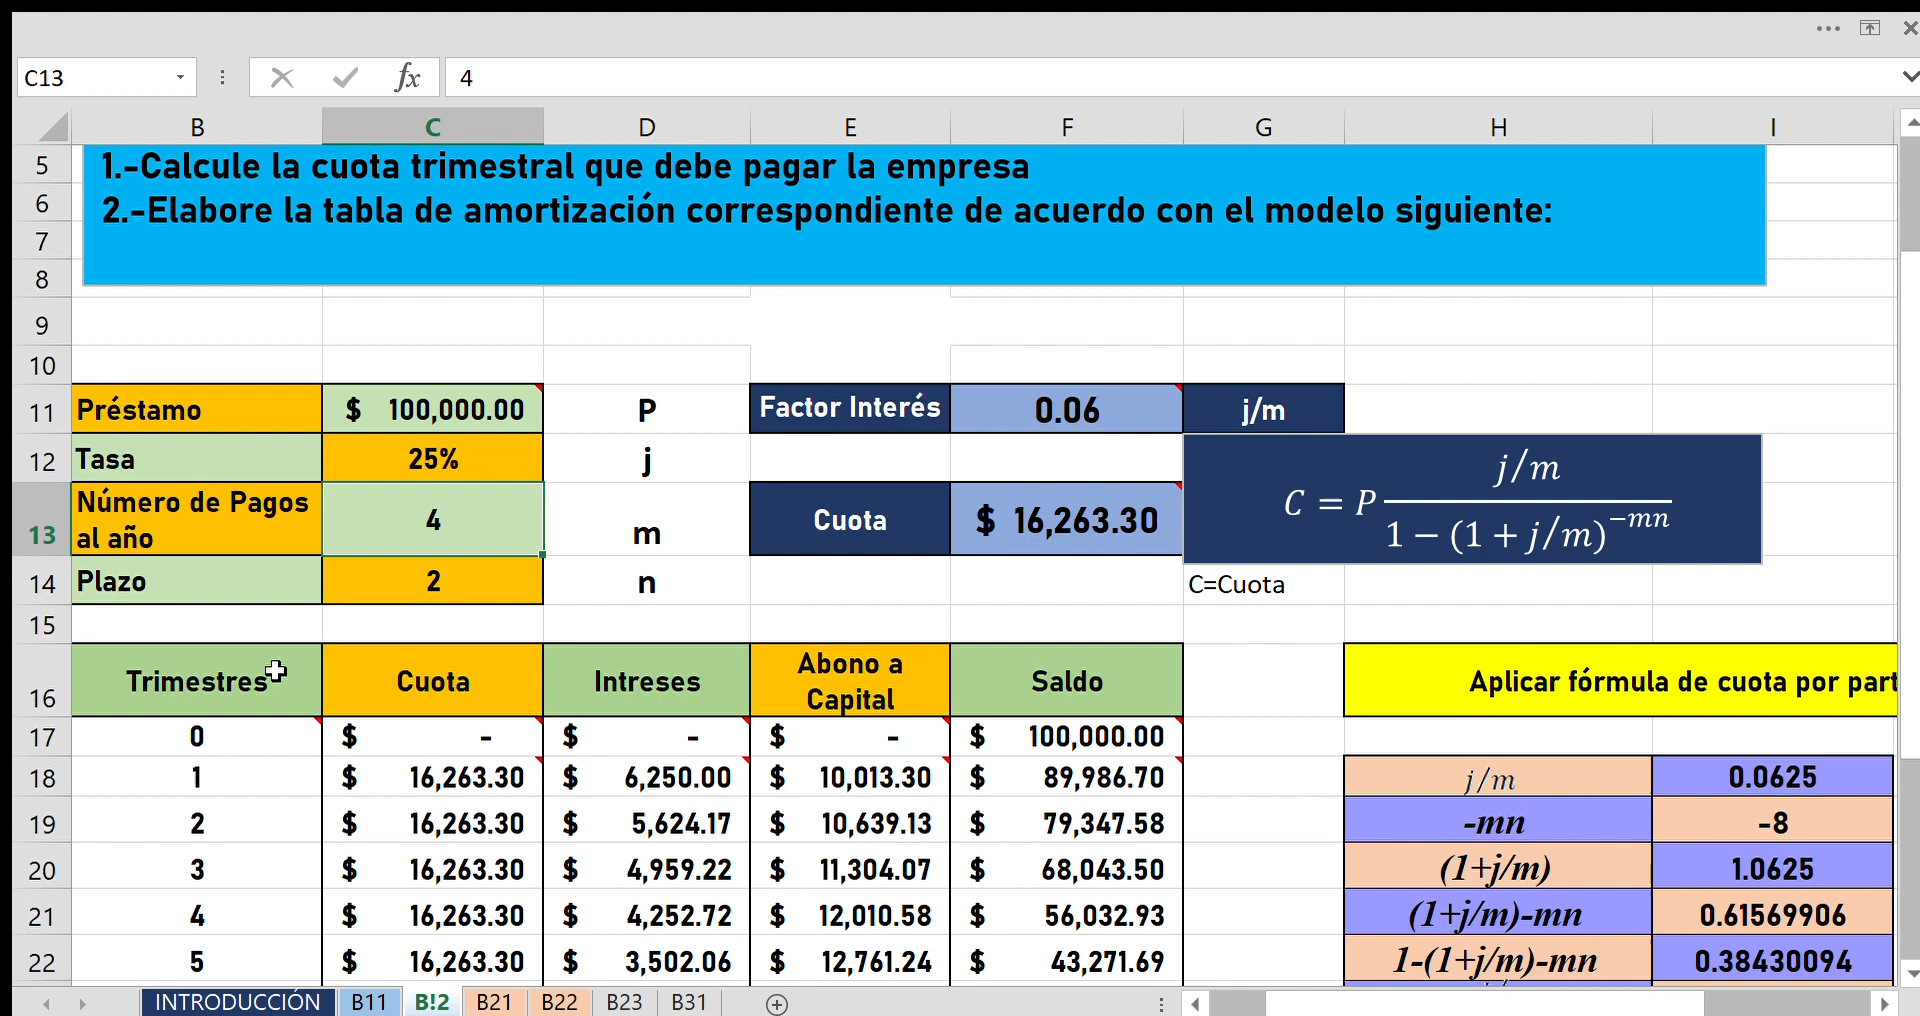 C13 fx 4
B C D E F G H I
5 1.-Calcule la cuota trimestral que debe pagar la empresa
6 2.-Elabore la tabla de amortización correspondiente de acuerdo con el modelo siguiente:
7
8
9
10
11 Préstamo $ 100,000.00 P Factor Interés 0.06 j/m
12 Tasa 25% j
13 Número de Pagos al año 4 m Cuota $ 16,263.30
C = P j/m
1 − (1 + j/m)^−mn
14 Plazo 2 n C=Cuota
15
16 Trimestres Cuota Intreses Abono a Capital Saldo Aplicar fórmula de cuota por part
17 0 $ - $ - $ - $ 100,000.00
18 1 $ 16,263.30 $ 6,250.00 $ 10,013.30 $ 89,986.70 j/m 0.0625
19 2 $ 16,263.30 $ 5,624.17 $ 10,639.13 $ 79,347.58 -mn -8
20 3 $ 16,263.30 $ 4,959.22 $ 11,304.07 $ 68,043.50 (1+j/m) 1.0625
21 4 $ 16,263.30 $ 4,252.72 $ 12,010.58 $ 56,032.93 (1+j/m)-mn 0.61569906
22 5 $ 16,263.30 $ 3,502.06 $ 12,761.24 $ 43,271.69 1-(1+j/m)-mn 0.38430094
INTRODUCCIÓN B11 B!2 B21 B22 B23 B31